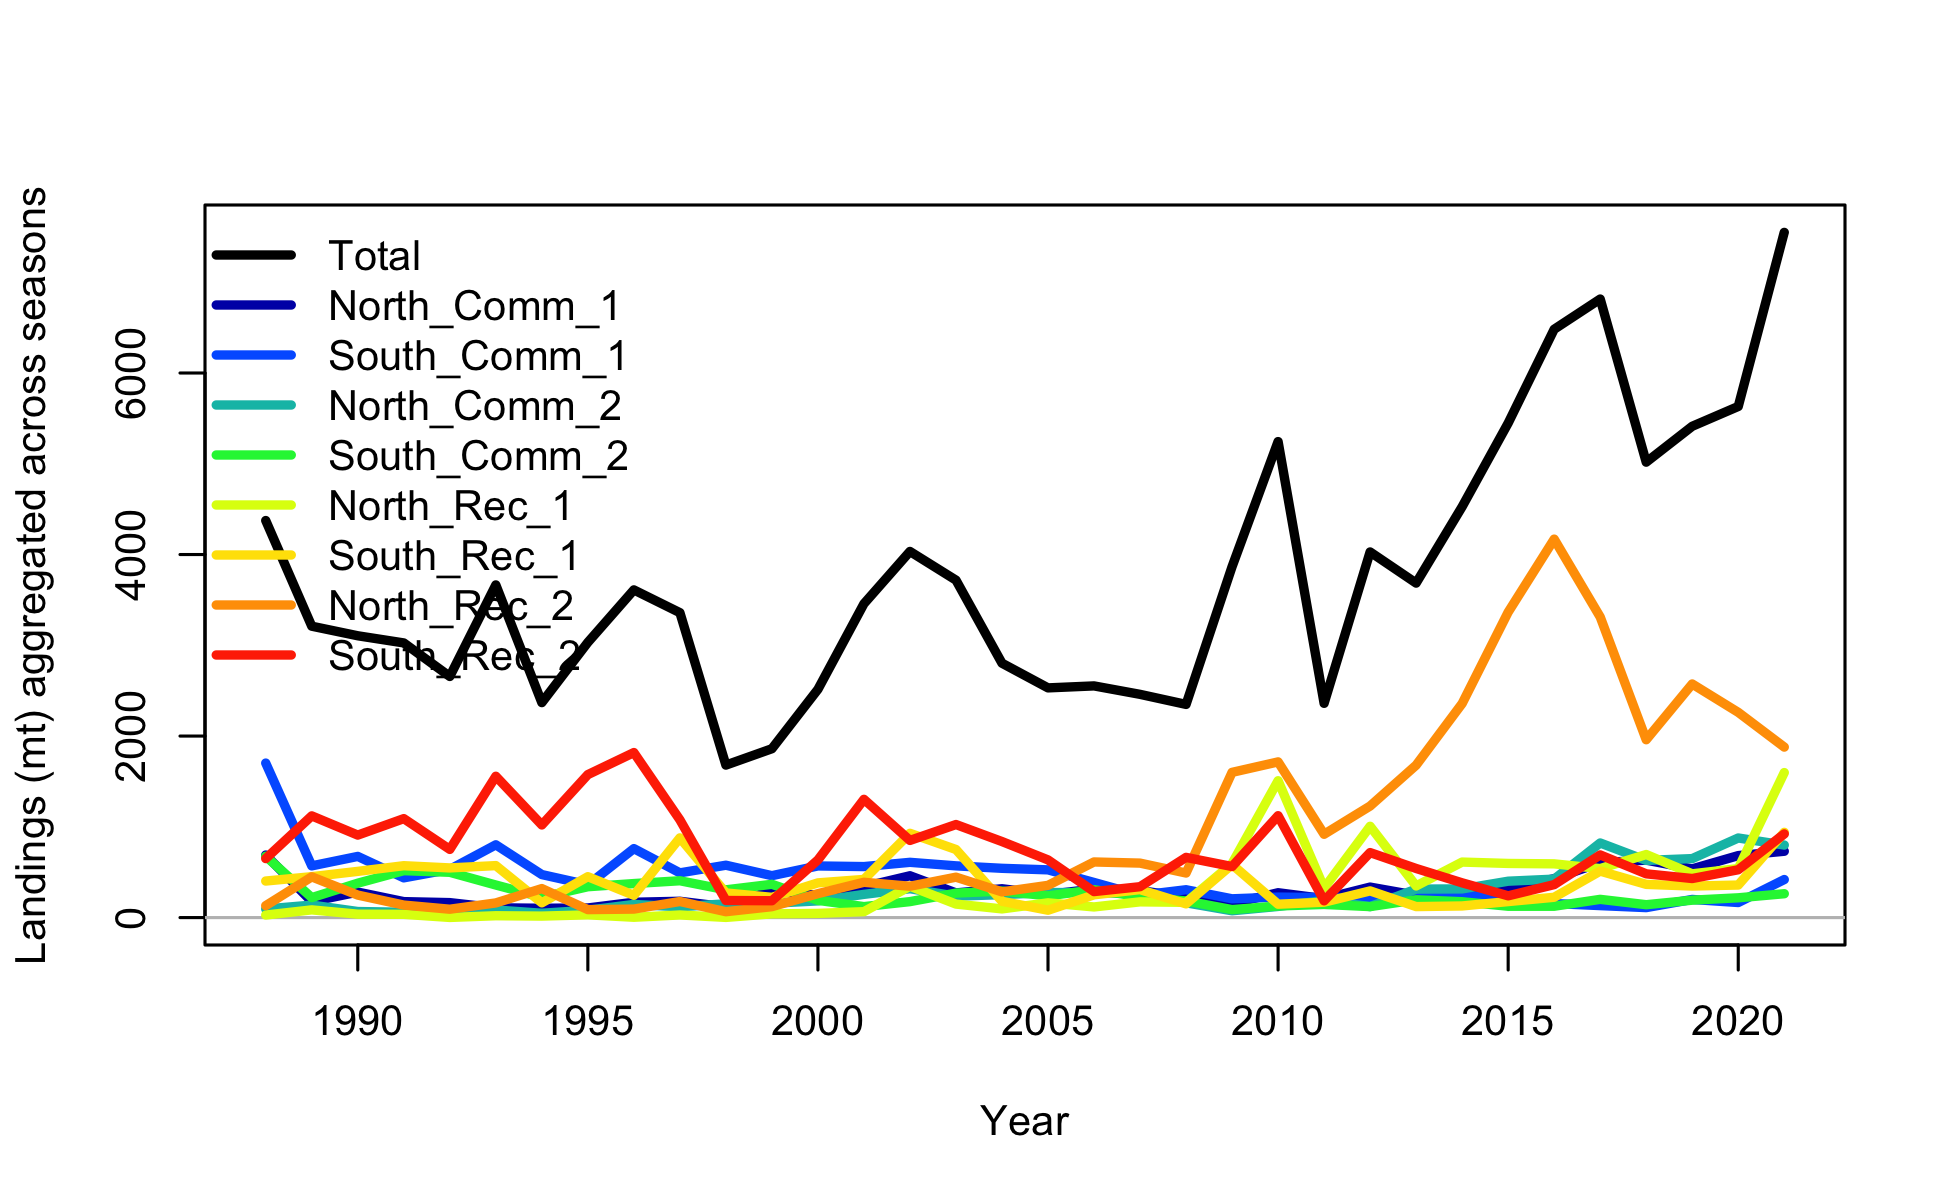 Landings (mt) aggregated across seasons
6000
4000
2000
0
Total
North_Comm_1
South_Comm_1
North_Comm_2
South_Comm_2
North_Rec_1
South_Rec_1
North_Rec_2
South_Rec_2
1990 1995 2000 2005 2010 2015 2020
Year